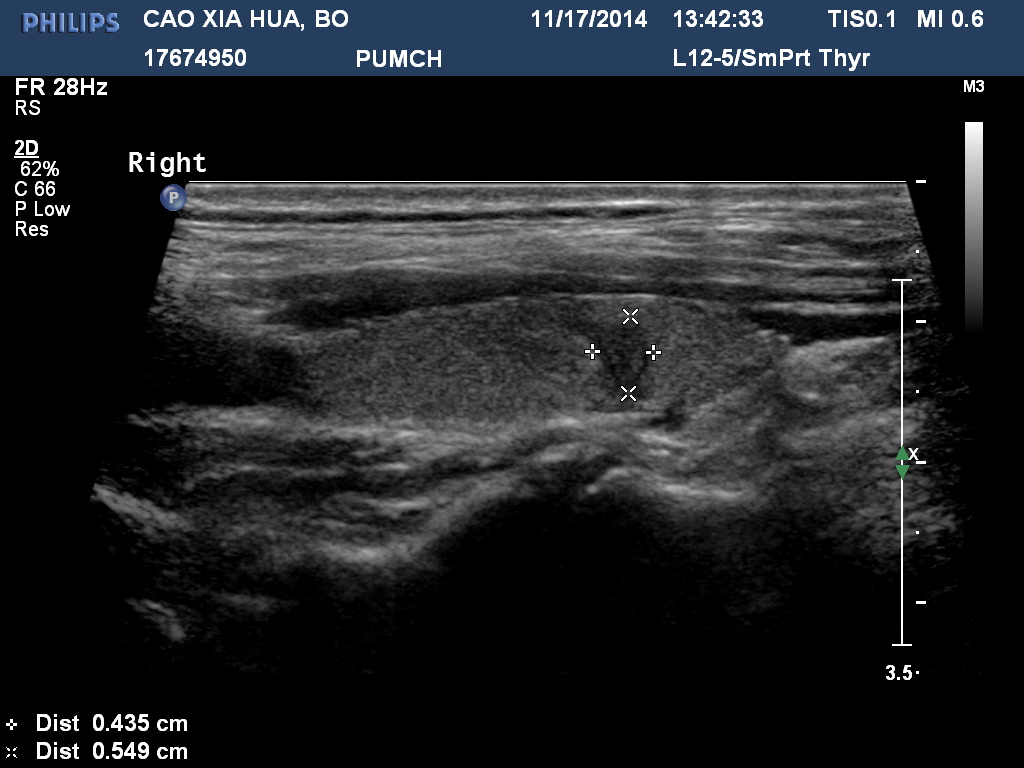 PHILIPS CAO XIA HUA, BO 11/17/2014 13:42:33 TIS0.1 MI 0.6
17674950 PUMCH L12-5/SmPrt Thyr
FR 28Hz M3
RS
2D
62%
C 66
P Low
Res
Right
P
X
3.5
Dist 0.435 cm
Dist 0.549 cm